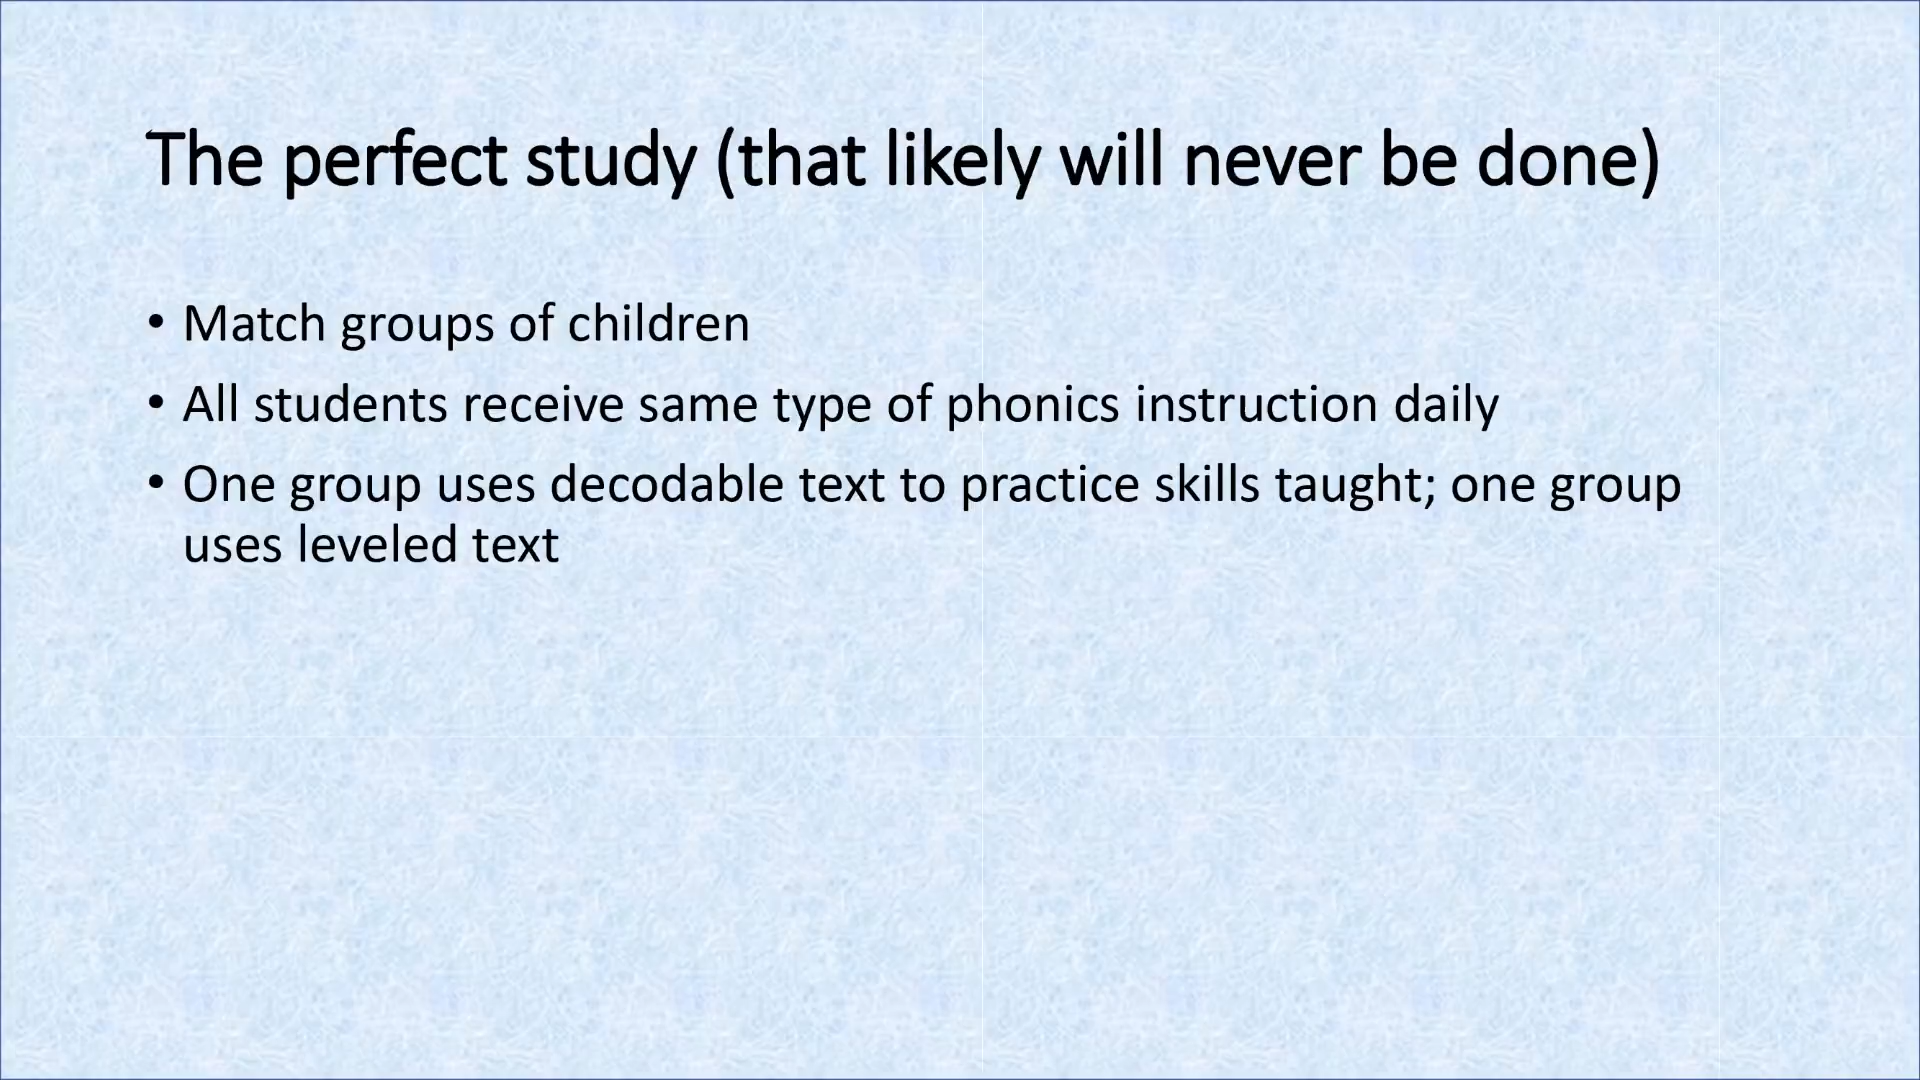 The perfect study (that likely will never be done)
• Match groups of children
• All students receive same type of phonics instruction daily
• One group uses decodable text to practice skills taught; one group
uses leveled text